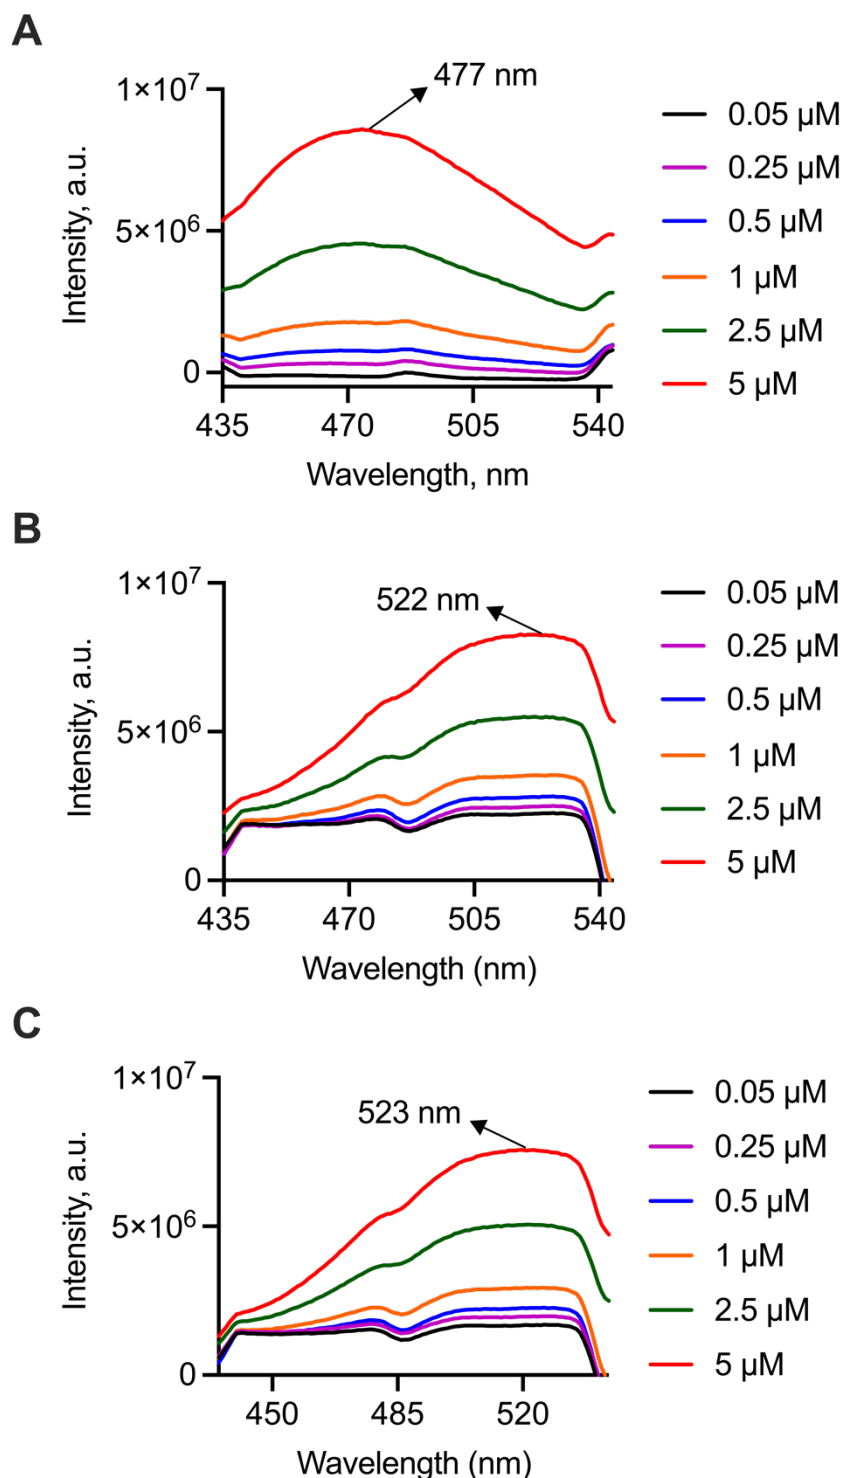 A
477 nm
1×10⁷
5×10⁶
0
Intensity, a.u.
435 470 505 540
Wavelength, nm
0.05 µM
0.25 µM
0.5 µM
1 µM
2.5 µM
5 µM
B
522 nm
1×10⁷
5×10⁶
0
Intensity, a.u.
435 470 505 540
Wavelength (nm)
0.05 µM
0.25 µM
0.5 µM
1 µM
2.5 µM
5 µM
C
523 nm
1×10⁷
5×10⁶
0
Intensity, a.u.
450 485 520
Wavelength (nm)
0.05 µM
0.25 µM
0.5 µM
1 µM
2.5 µM
5 µM